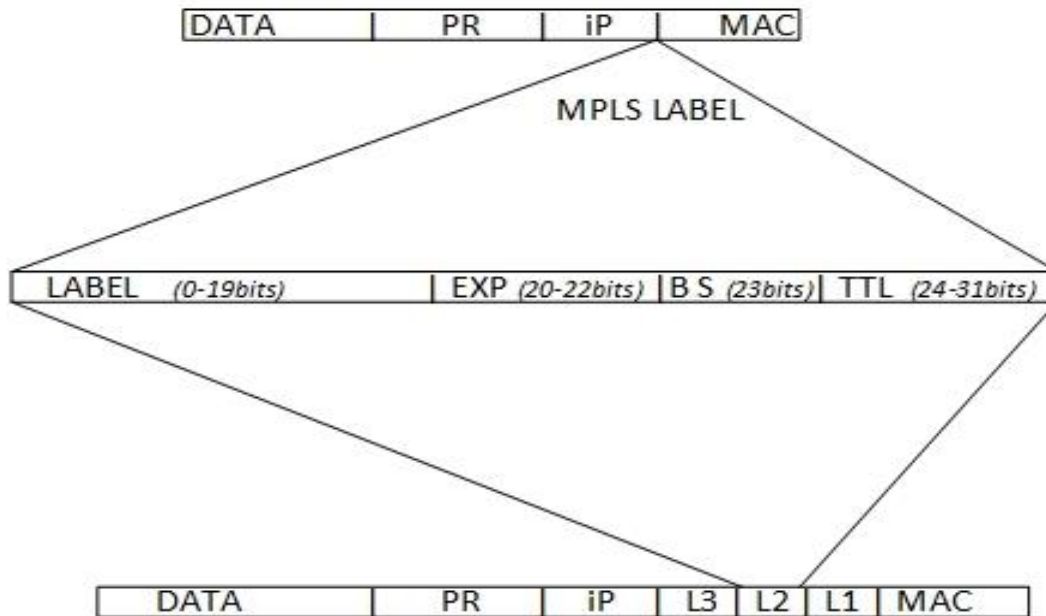 DATA PR iP MAC
MPLS LABEL
LABEL (0-19bits) EXP (20-22bits) B S (23bit) TTL (24-31bits)
DATA PR iP L3 L2 L1 MAC